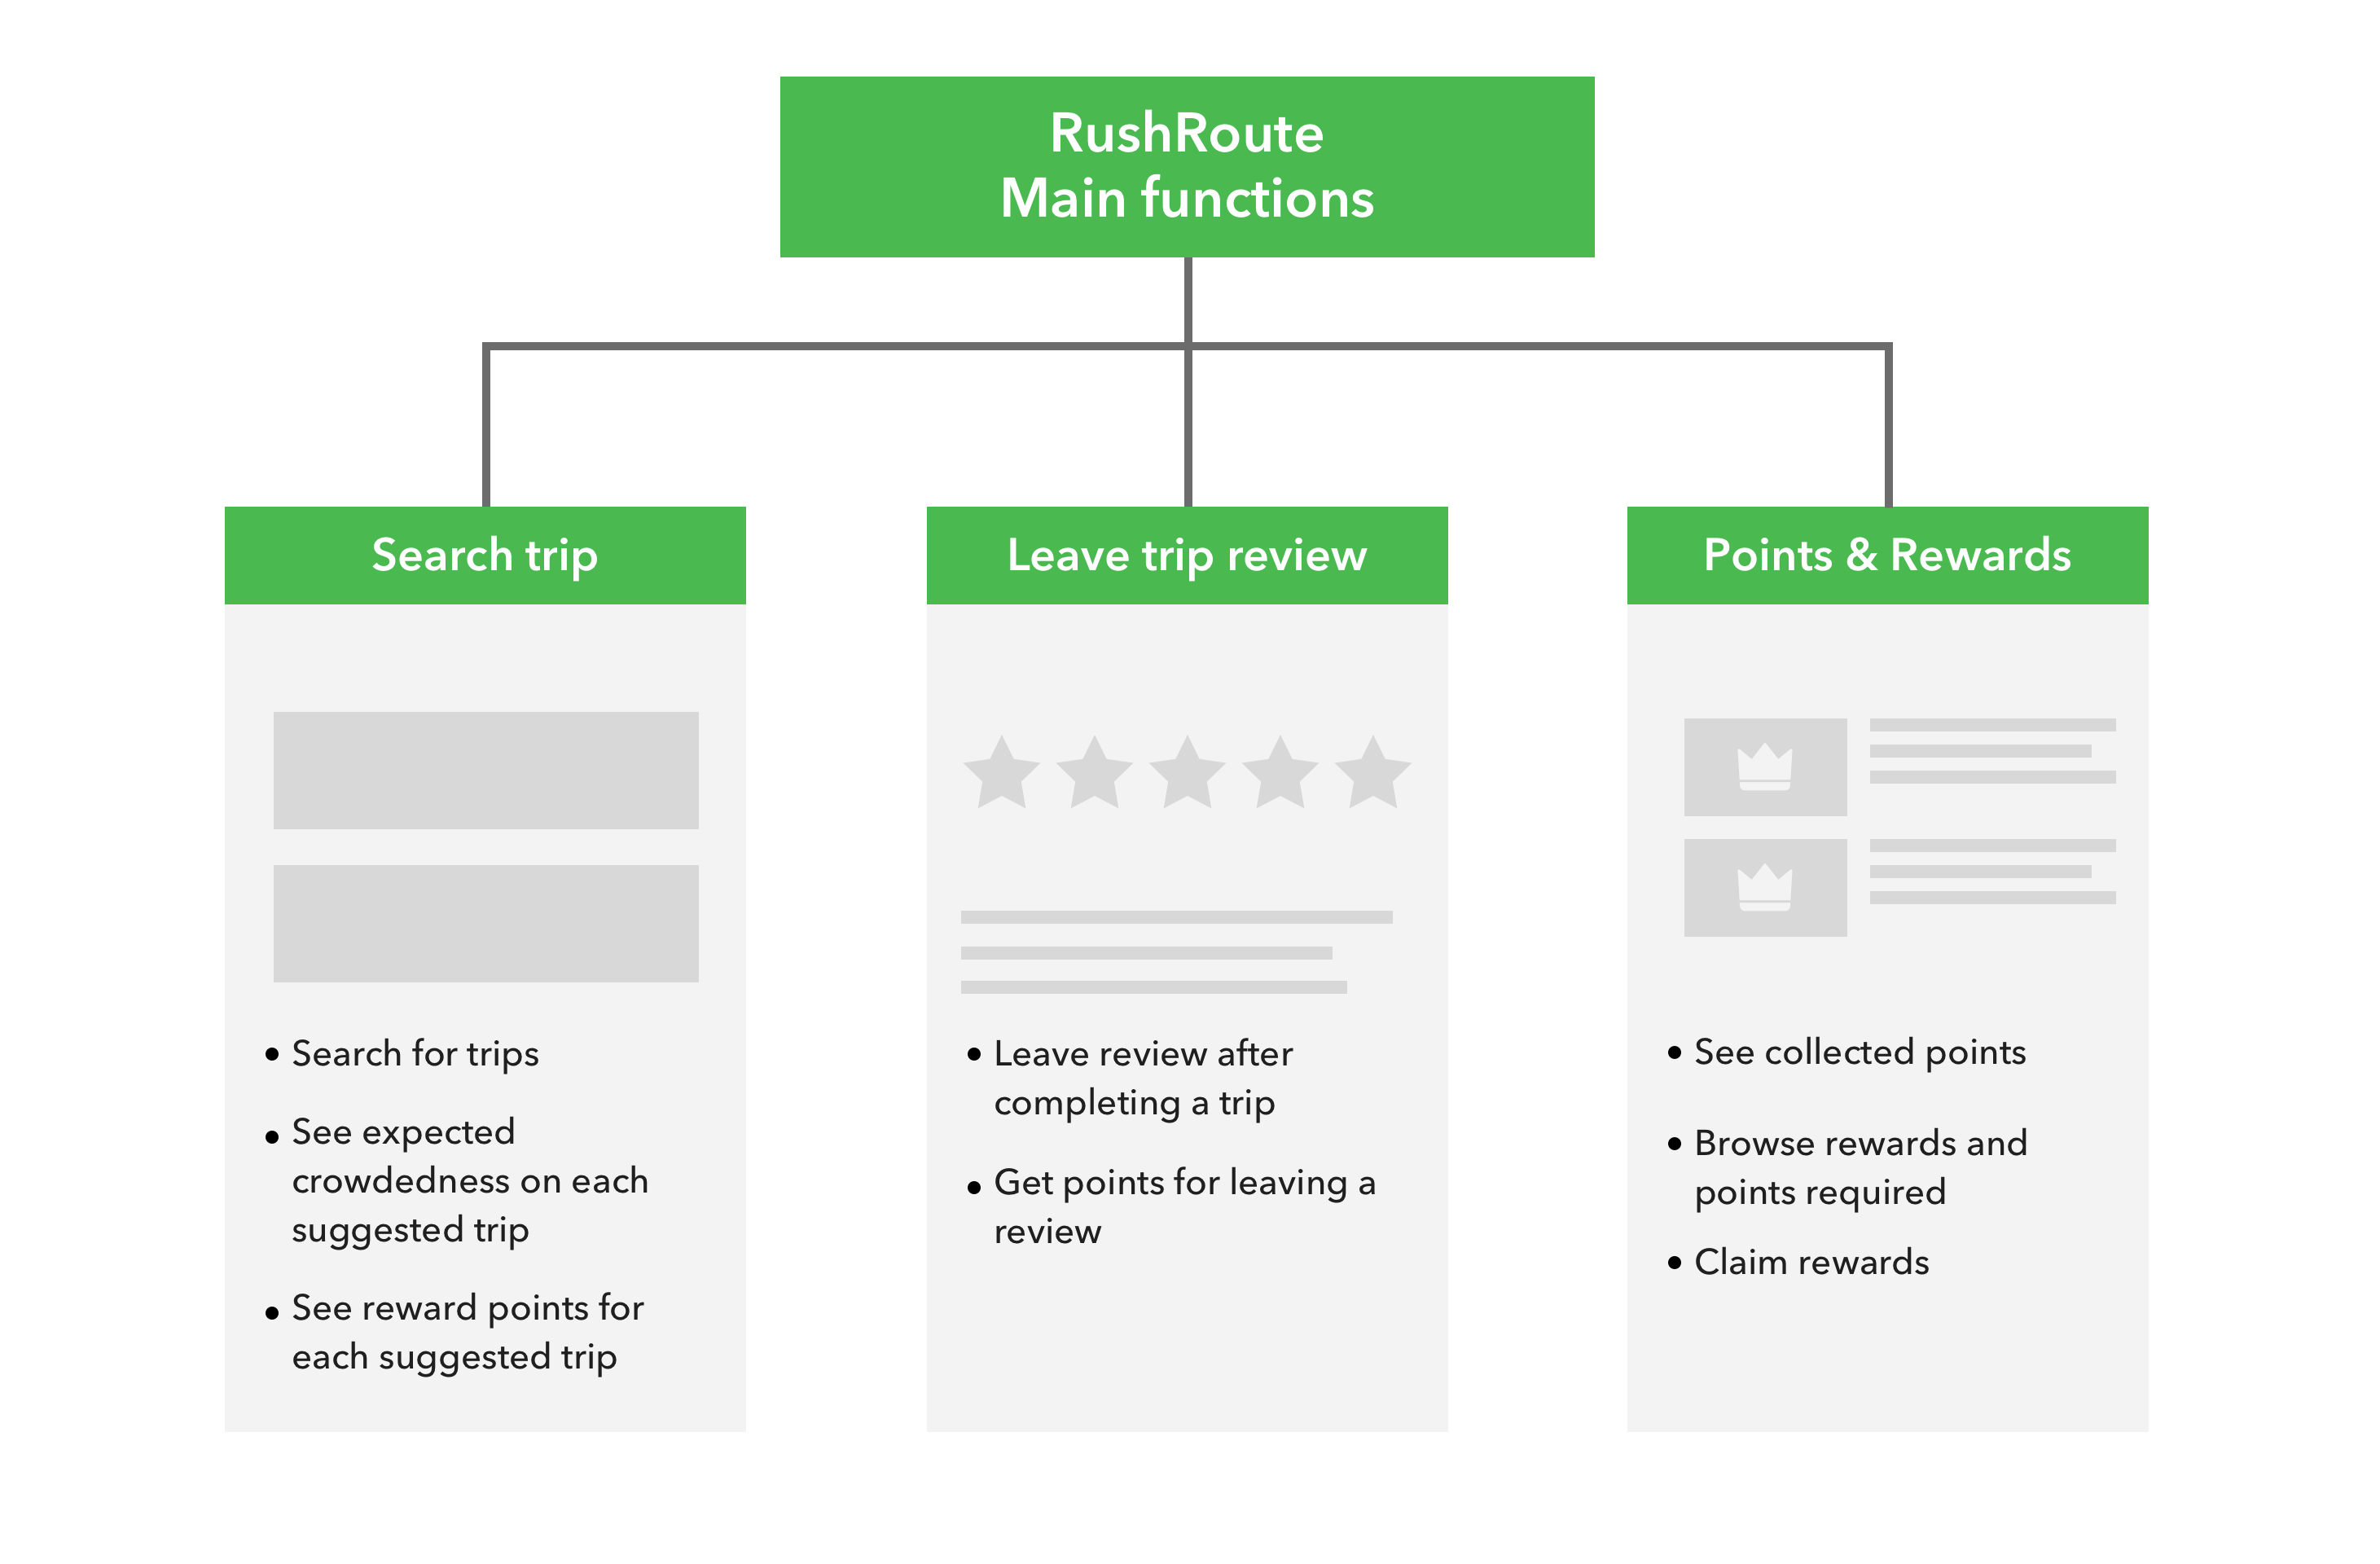 RushRoute
Main functions
Search trip
Leave trip review
Points & Rewards
• Search for trips
• See expected
crowdedness on each
suggested trip
• See reward points for
each suggested trip
• Leave review after
completing a trip
• Get points for leaving a
review
• See collected points
• Browse rewards and
points required
• Claim rewards